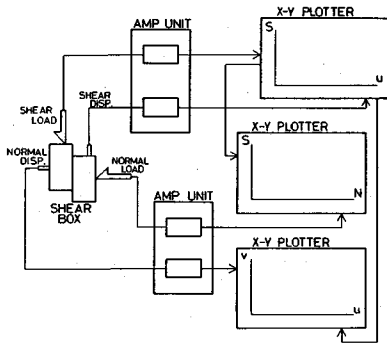 X-Y PLOTTER
AMP UNIT
S
u
SHEAR
DISP.
SHEAR
LOAD
X-Y PLOTTER
NORMAL
DISP.
NORMAL
LOAD
S
N
SHEAR
BOX
AMP UNIT
X-Y PLOTTER
v
u